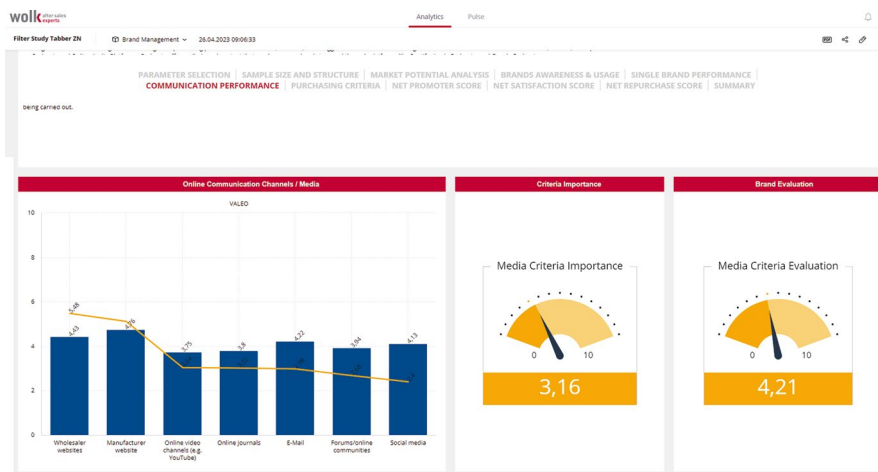 wolk after sales experts
Analytics
Pulse
Filter Study Tabber ZN
Brand Management
26.04.2023 09:06:33
PDF
PARAMETER SELECTION | SAMPLE SIZE AND STRUCTURE | MARKET POTENTIAL ANALYSIS | BRANDS AWARENESS & USAGE | SINGLE BRAND PERFORMANCE |
COMMUNICATION PERFORMANCE | PURCHASING CRITERIA | NET PROMOTER SCORE | NET SATISFACTION SCORE | NET REPURCHASE SCORE | SUMMARY
being carried out.
Online Communication Channels / Media
VALEO
10
8
6
4
2
0
5,48
4,43
4,76
3,75
3,8
4,22
3,94
4,13
Wholesaler websites
Manufacturer website
Online video channels (e.g. YouTube)
Online journals
E-Mail
Forums/online communities
Social media
Criteria Importance
Media Criteria Importance
0
10
3,16
Brand Evaluation
Media Criteria Evaluation
0
10
4,21